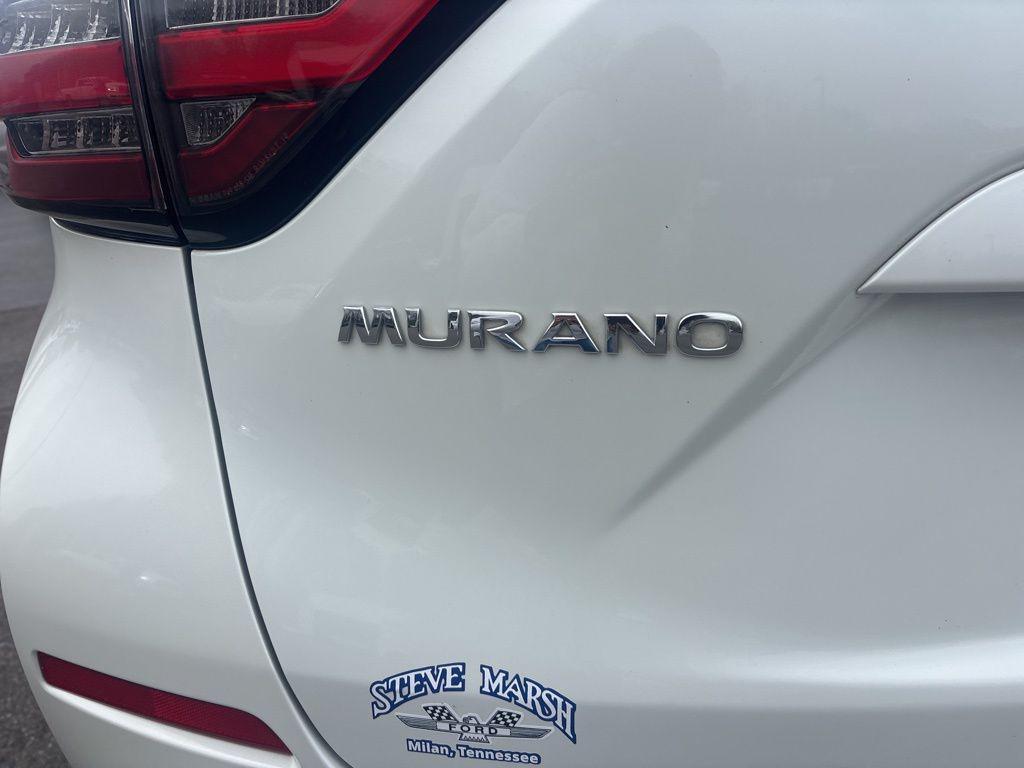 MURANO
STEVE MARSH
FORD
Milan, Tennessee